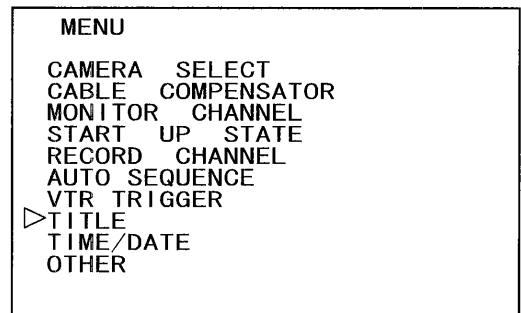 MENU
CAMERA SELECT
CABLE COMPENSATOR
MONITOR CHANNEL
START UP STATE
RECORD CHANNEL
AUTO SEQUENCE
VTR TRIGGER
▷TITLE
TIME/DATE
OTHER